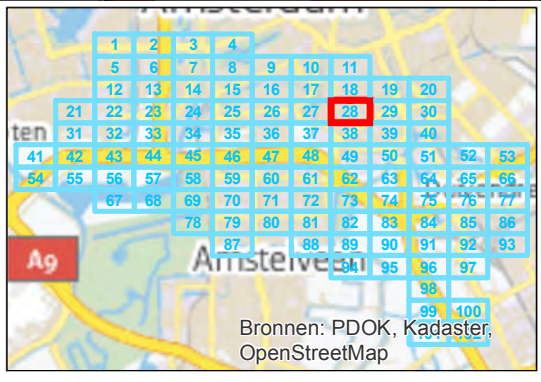 1 2 3 4
5 6 7 8 9 10 11
12 13 14 15 16 17 18 19 20
21 22 23 24 25 26 27 28 29 30
ten 31 32 33 34 35 36 37 38 39 40
41 42 43 44 45 46 47 48 49 50 51 52 53
54 55 56 57 58 59 60 61 62 63 64 65 66
67 68 69 70 71 72 73 74 75 76 77
78 79 80 81 82 83 84 85 86
87 88 89 90 91 92 93
A9 Amstelveen
94 95 96 97
98
99 100
Bronnen: PDOK, Kadaster,
OpenStreetMap